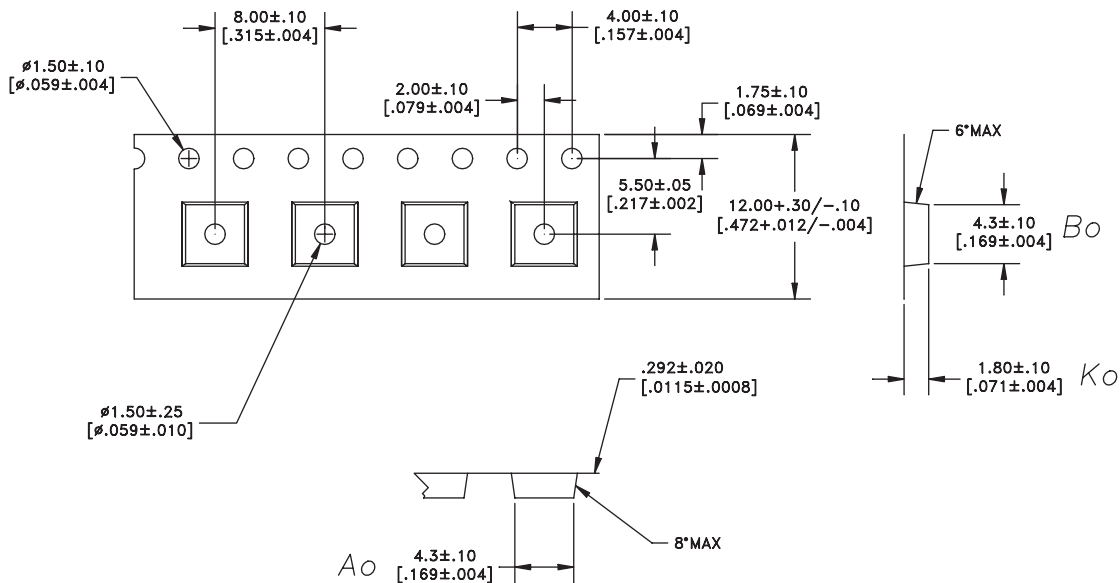 8.00±.10
[.315±.004]
4.00±.10
[.157±.004]
ø1.50±.10
[ø.059±.004]
2.00±.10
[.079±.004]
1.75±.10
[.069±.004]
6°MAX
5.50±.05
[.217±.002]
12.00+.30/-.10
[.472+.012/-.004]
4.3±.10
[.169±.004]
Bo
1.80±.10
[.071±.004]
Ko
.292±.020
[.0115±.0008]
ø1.50±.25
[ø.059±.010]
8°MAX
Ao
4.3±.10
[.169±.004]